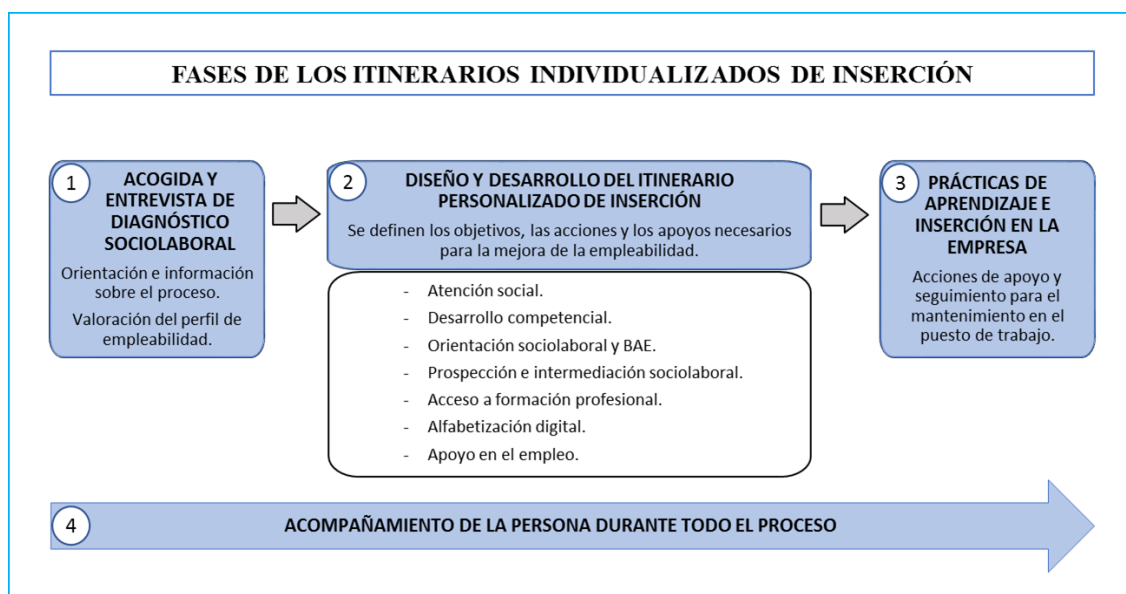 FASES DE LOS ITINERARIOS INDIVIDUALIZADOS DE INSERCIÓN
1
ACOGIDA Y
ENTREVISTA DE
DIAGNÓSTICO
SOCIOLABORAL
Orientación e información
sobre el proceso.
Valoración del perfil de
empleabilidad.
2
DISEÑO Y DESARROLLO DEL ITINERARIO
PERSONALIZADO DE INSERCIÓN
Se definen los objetivos, las acciones y los apoyos necesarios
para la mejora de la empleabilidad.
- Atención social.
- Desarrollo competencial.
- Orientación sociolaboral y BAE.
- Prospección e intermediación sociolaboral.
- Acceso a formación profesional.
- Alfabetización digital.
- Apoyo en el empleo.
3
PRÁCTICAS DE
APRENDIZAJE E
INSERCIÓN EN LA
EMPRESA
Acciones de apoyo y
seguimiento para el
mantenimiento en el
puesto de trabajo.
4
ACOMPAÑAMIENTO DE LA PERSONA DURANTE TODO EL PROCESO